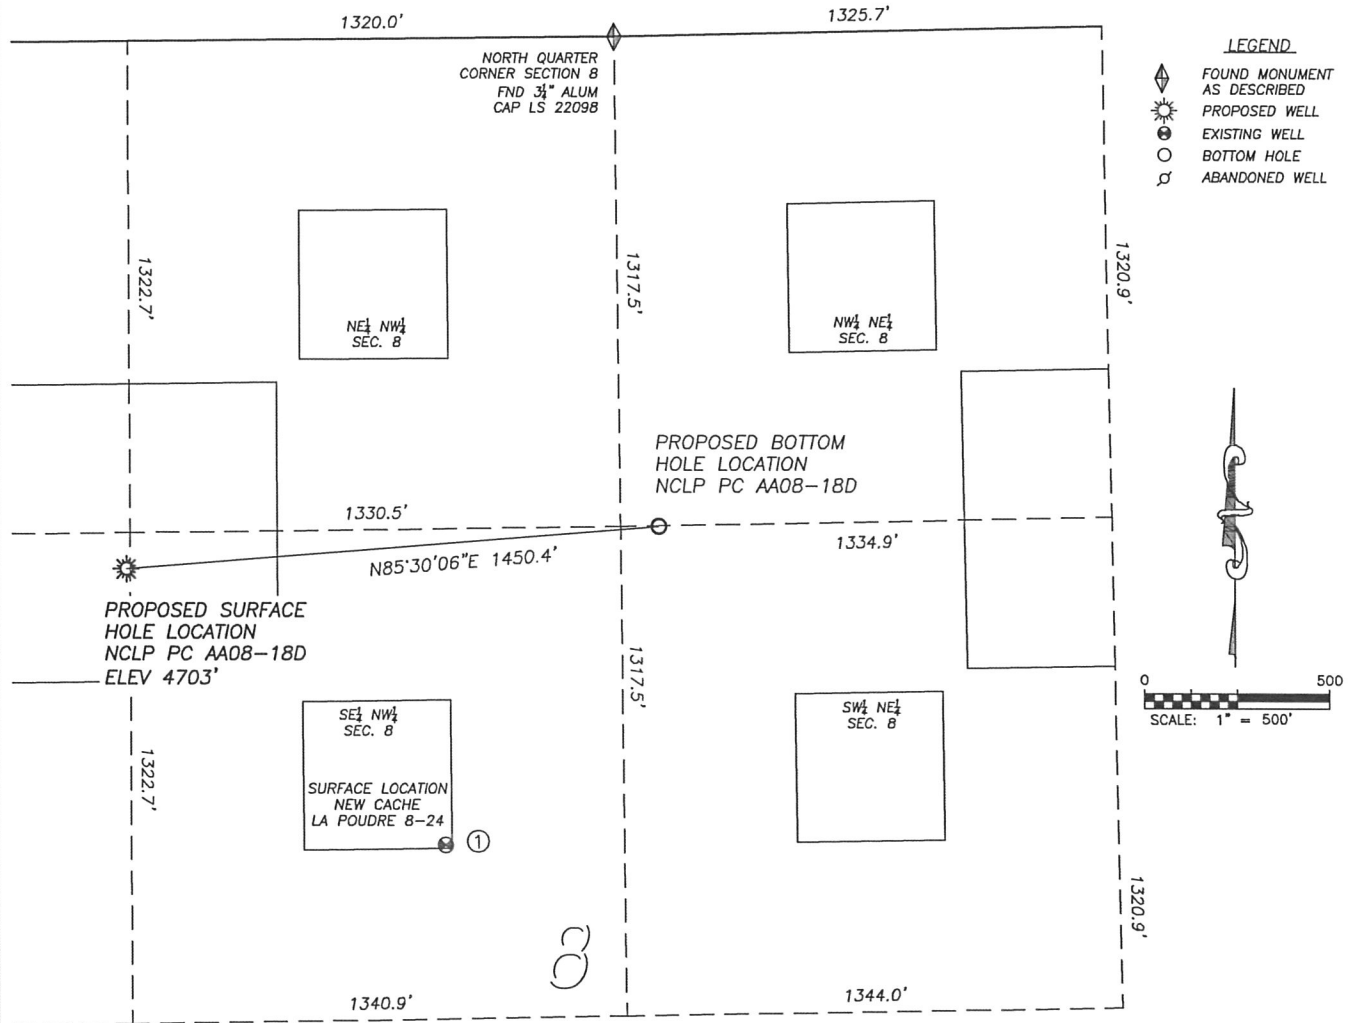 1320.0'
1325.7'
NORTH QUARTER
CORNER SECTION 8
FND 3¼" ALUM
CAP LS 22098
LEGEND
FOUND MONUMENT
AS DESCRIBED
PROPOSED WELL
EXISTING WELL
BOTTOM HOLE
ABANDONED WELL
1322.7'
1317.5'
1320.9'
NE¼ NW¼
SEC. 8
NW¼ NE¼
SEC. 8
PROPOSED BOTTOM
HOLE LOCATION
NCLP PC AA08-18D
1330.5'
1334.9'
N85°30'06"E 1450.4'
PROPOSED SURFACE
HOLE LOCATION
NCLP PC AA08-18D
ELEV 4703'
0 500
SCALE: 1" = 500'
1322.7'
1317.5'
1320.9'
SE¼ NW¼
SEC. 8
SURFACE LOCATION
NEW CACHE
LA POUDRE 8-24
1
SW¼ NE¼
SEC. 8
8
1340.9'
1344.0'